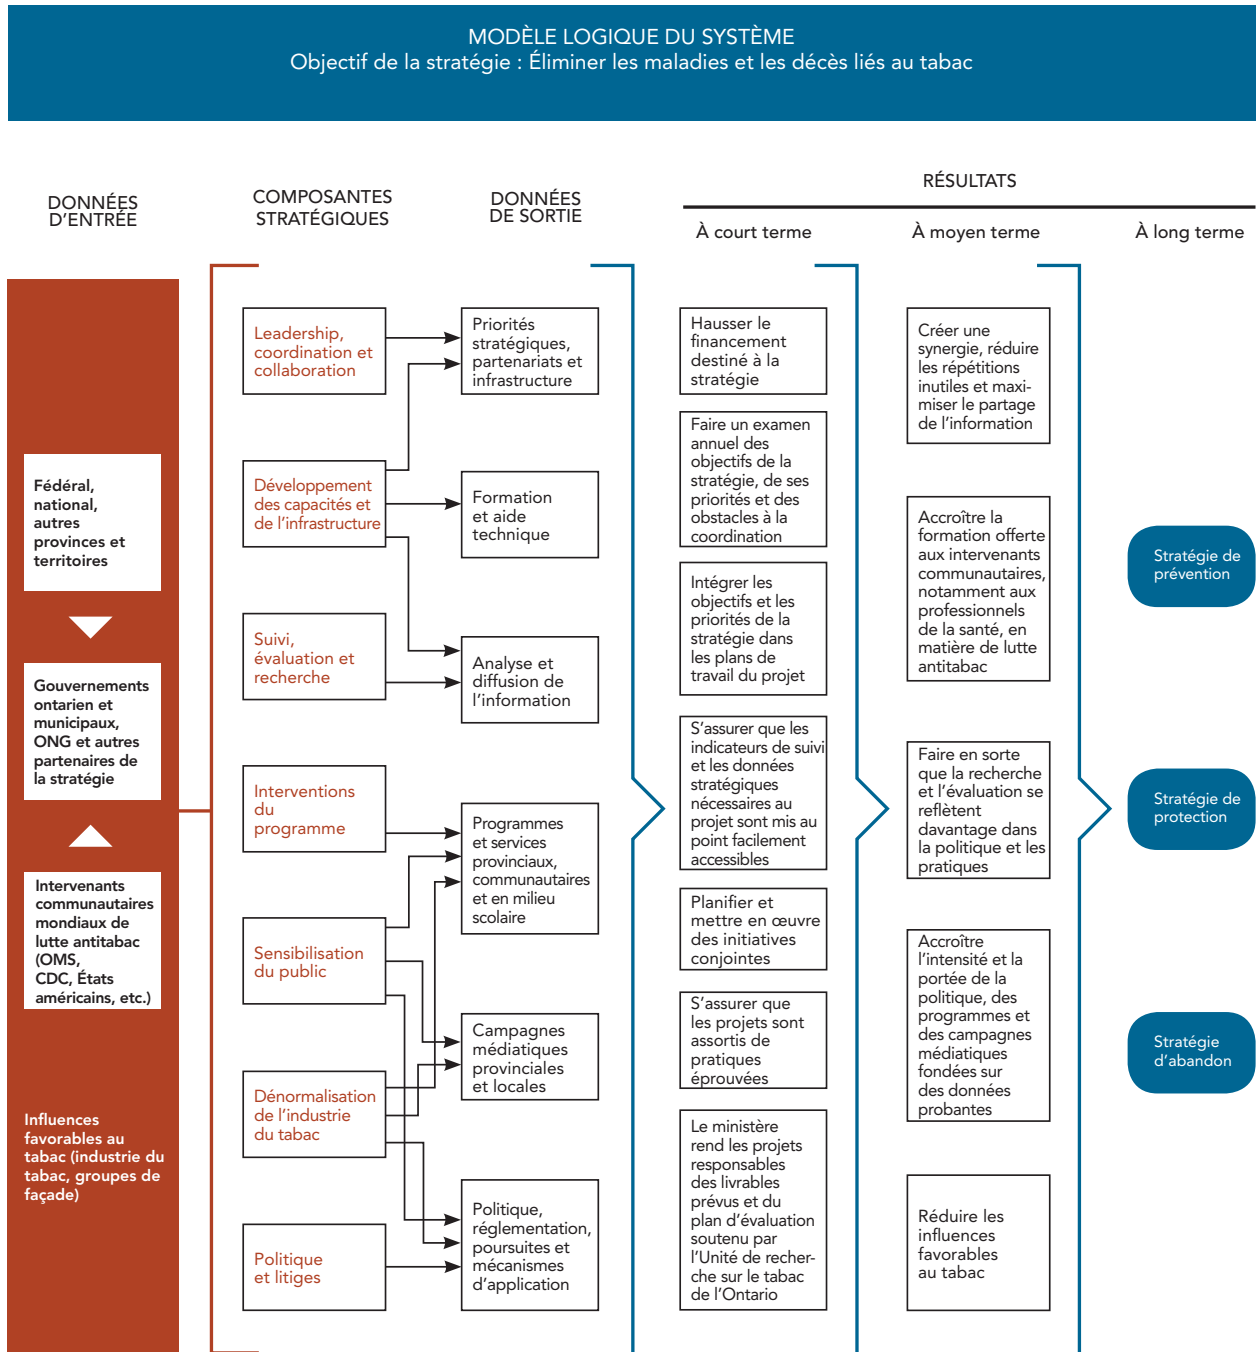 MODÈLE LOGIQUE DU SYSTÈME
Objectif de la stratégie : Éliminer les maladies et les décès liés au tabac
DONNÉES
D'ENTRÉE
COMPOSANTES
STRATÉGIQUES
DONNÉES
DE SORTIE
RÉSULTATS
À court terme
À moyen terme
À long terme
Fédéral,
national,
autres
provinces et
territoires
Gouvernements
ontarien et
municipaux,
ONG et autres
partenaires de
la stratégie
Intervenants
communautaires
mondiaux de
lutte antitabac
(OMS,
CDC, États
américains, etc.)
Influences
favorables au
tabac (industrie du
tabac, groupes de
façade)
Leadership,
coordination et
collaboration
Développement
des capacités et
de l'infrastructure
Suivi,
évaluation et
recherche
Interventions
du
programme
Sensibilisation
du public
Dénormalisation
de l'industrie
du tabac
Politique
et litiges
Priorités
stratégiques,
partenariats et
infrastructure
Formation
et aide
technique
Analyse et
diffusion de
l'information
Programmes
et services
provinciaux,
communautaires
et en milieu
scolaire
Campagnes
médiatiques
provinciales
et locales
Politique,
réglementation,
poursuites et
mécanismes
d'application
Hausser le
financement
destiné à la
stratégie
Faire un examen
annuel des
objectifs de la
stratégie, de ses
priorités et des
obstacles à la
coordination
Intégrer les
objectifs et les
priorités de la
stratégie dans
les plans de
travail du projet
S'assurer que les
indicateurs de suivi
et les données
stratégiques
nécessaires au
projet sont mis au
point facilement
accessibles
Planifier et
mettre en œuvre
des initiatives
conjointes
S'assurer que
les projets sont
assortis de
pratiques
éprouvées
Le ministère
rend les projets
responsables
des livrables
prévus et du
plan d'évaluation
soutenu par
l'Unité de recher-
che sur le tabac
de l'Ontario
Créer une
synergie, réduire
les répétitions
inutiles et maxi-
miser le partage
de l'information
Accroître la
formation offerte
aux intervenants
communautaires,
notamment aux
professionnels
de la santé, en
matière de lutte
antitabac
Faire en sorte
que la recherche
et l'évaluation se
reflètent
davantage dans
la politique et les
pratiques
Accroître
l'intensité et la
portée de la
politique, des
programmes et
des campagnes
médiatiques
fondées sur
des données
probantes
Réduire les
influences
favorables
au tabac
Stratégie de
prévention
Stratégie de
protection
Stratégie
d'abandon